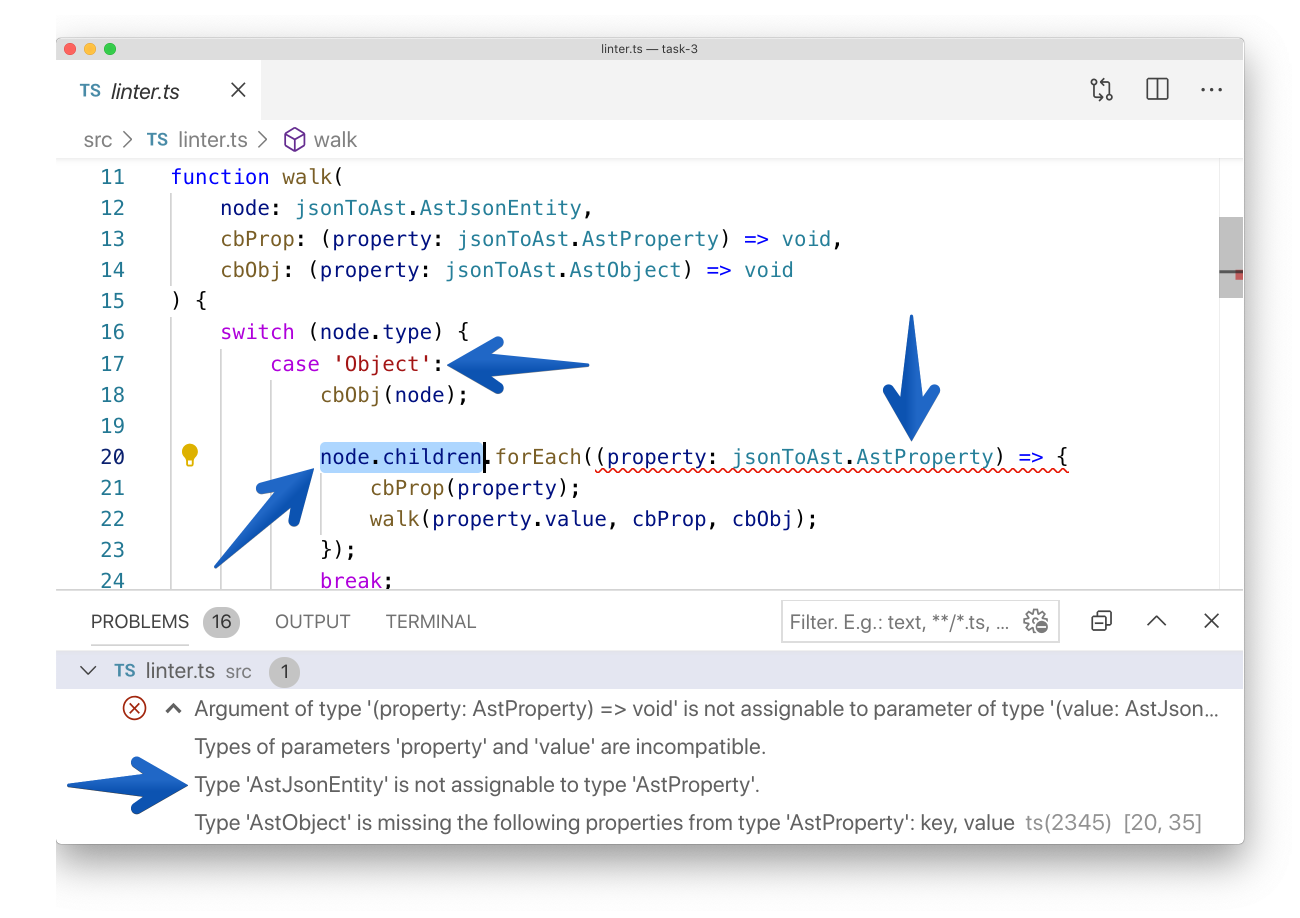 linter.ts — task-3
TS linter.ts
src > TS linter.ts > walk
11 function walk(
12 node: jsonToAst.AstJsonEntity,
13 cbProp: (property: jsonToAst.AstProperty) => void,
14 cbObj: (property: jsonToAst.AstObject) => void
15 ) {
16 switch (node.type) {
17 case 'Object':
18 cbObj(node);
19
20 node.children.forEach((property: jsonToAst.AstProperty) => {
21 cbProp(property);
22 walk(property.value, cbProp, cbObj);
23 });
24 break;
PROBLEMS 16 OUTPUT TERMINAL Filter. E.g.: text, **/*.ts, ...
TS linter.ts src 1
Argument of type '(property: AstProperty) => void' is not assignable to parameter of type '(value: AstJson...
Types of parameters 'property' and 'value' are incompatible.
Type 'AstJsonEntity' is not assignable to type 'AstProperty'.
Type 'AstObject' is missing the following properties from type 'AstProperty': key, value ts(2345) [20, 35]